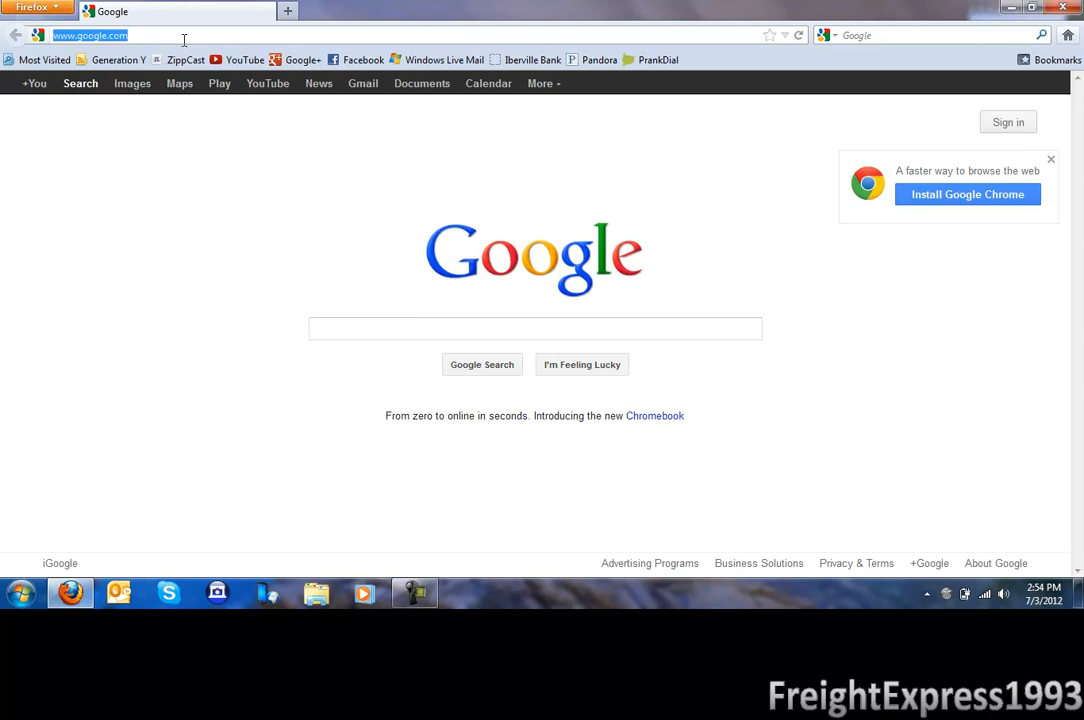 Firefox
Google
www.google.com
Google
Most Visited Generation Y ZippCast YouTube Google+ Facebook Windows Live Mail Iberville Bank Pandora PrankDial Bookmarks
+You Search Images Maps Play YouTube News Gmail Documents Calendar More
Sign in
A faster way to browse the web
Install Google Chrome
Google
Google Search I'm Feeling Lucky
From zero to online in seconds. Introducing the new Chromebook
iGoogle Advertising Programs Business Solutions Privacy & Terms +Google About Google
2:54 PM
7/3/2012
FreightExpress1993